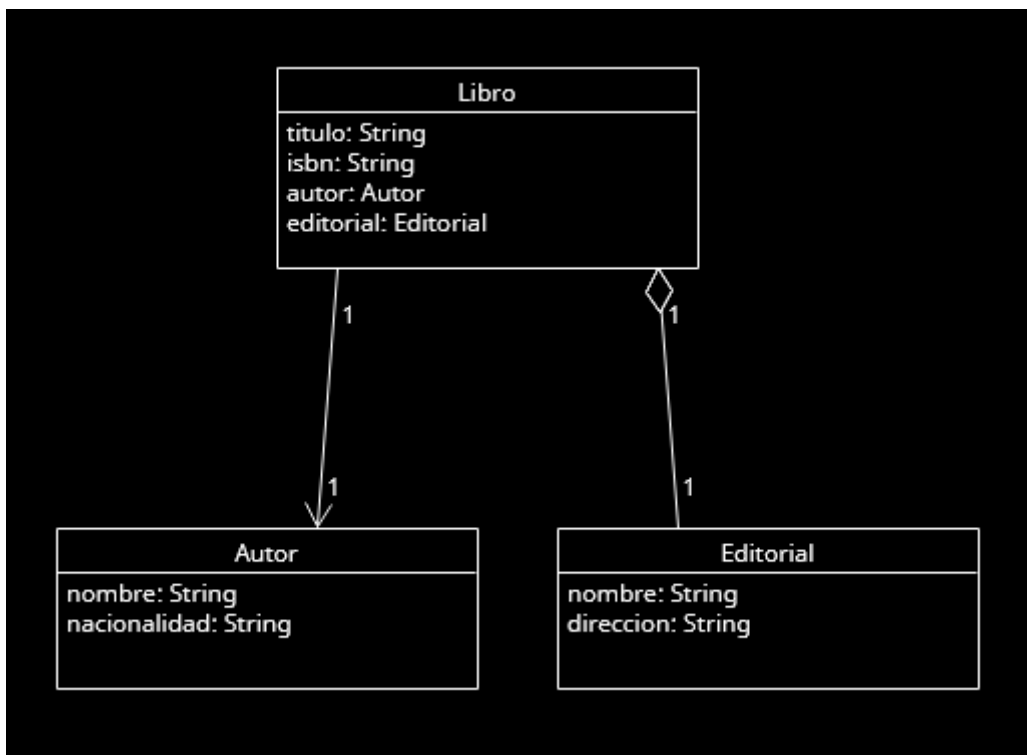 Libro
titulo: String
isbn: String
autor: Autor
editorial: Editorial
1
1
1
1
Autor
nombre: String
nacionalidad: String
Editorial
nombre: String
direccion: String